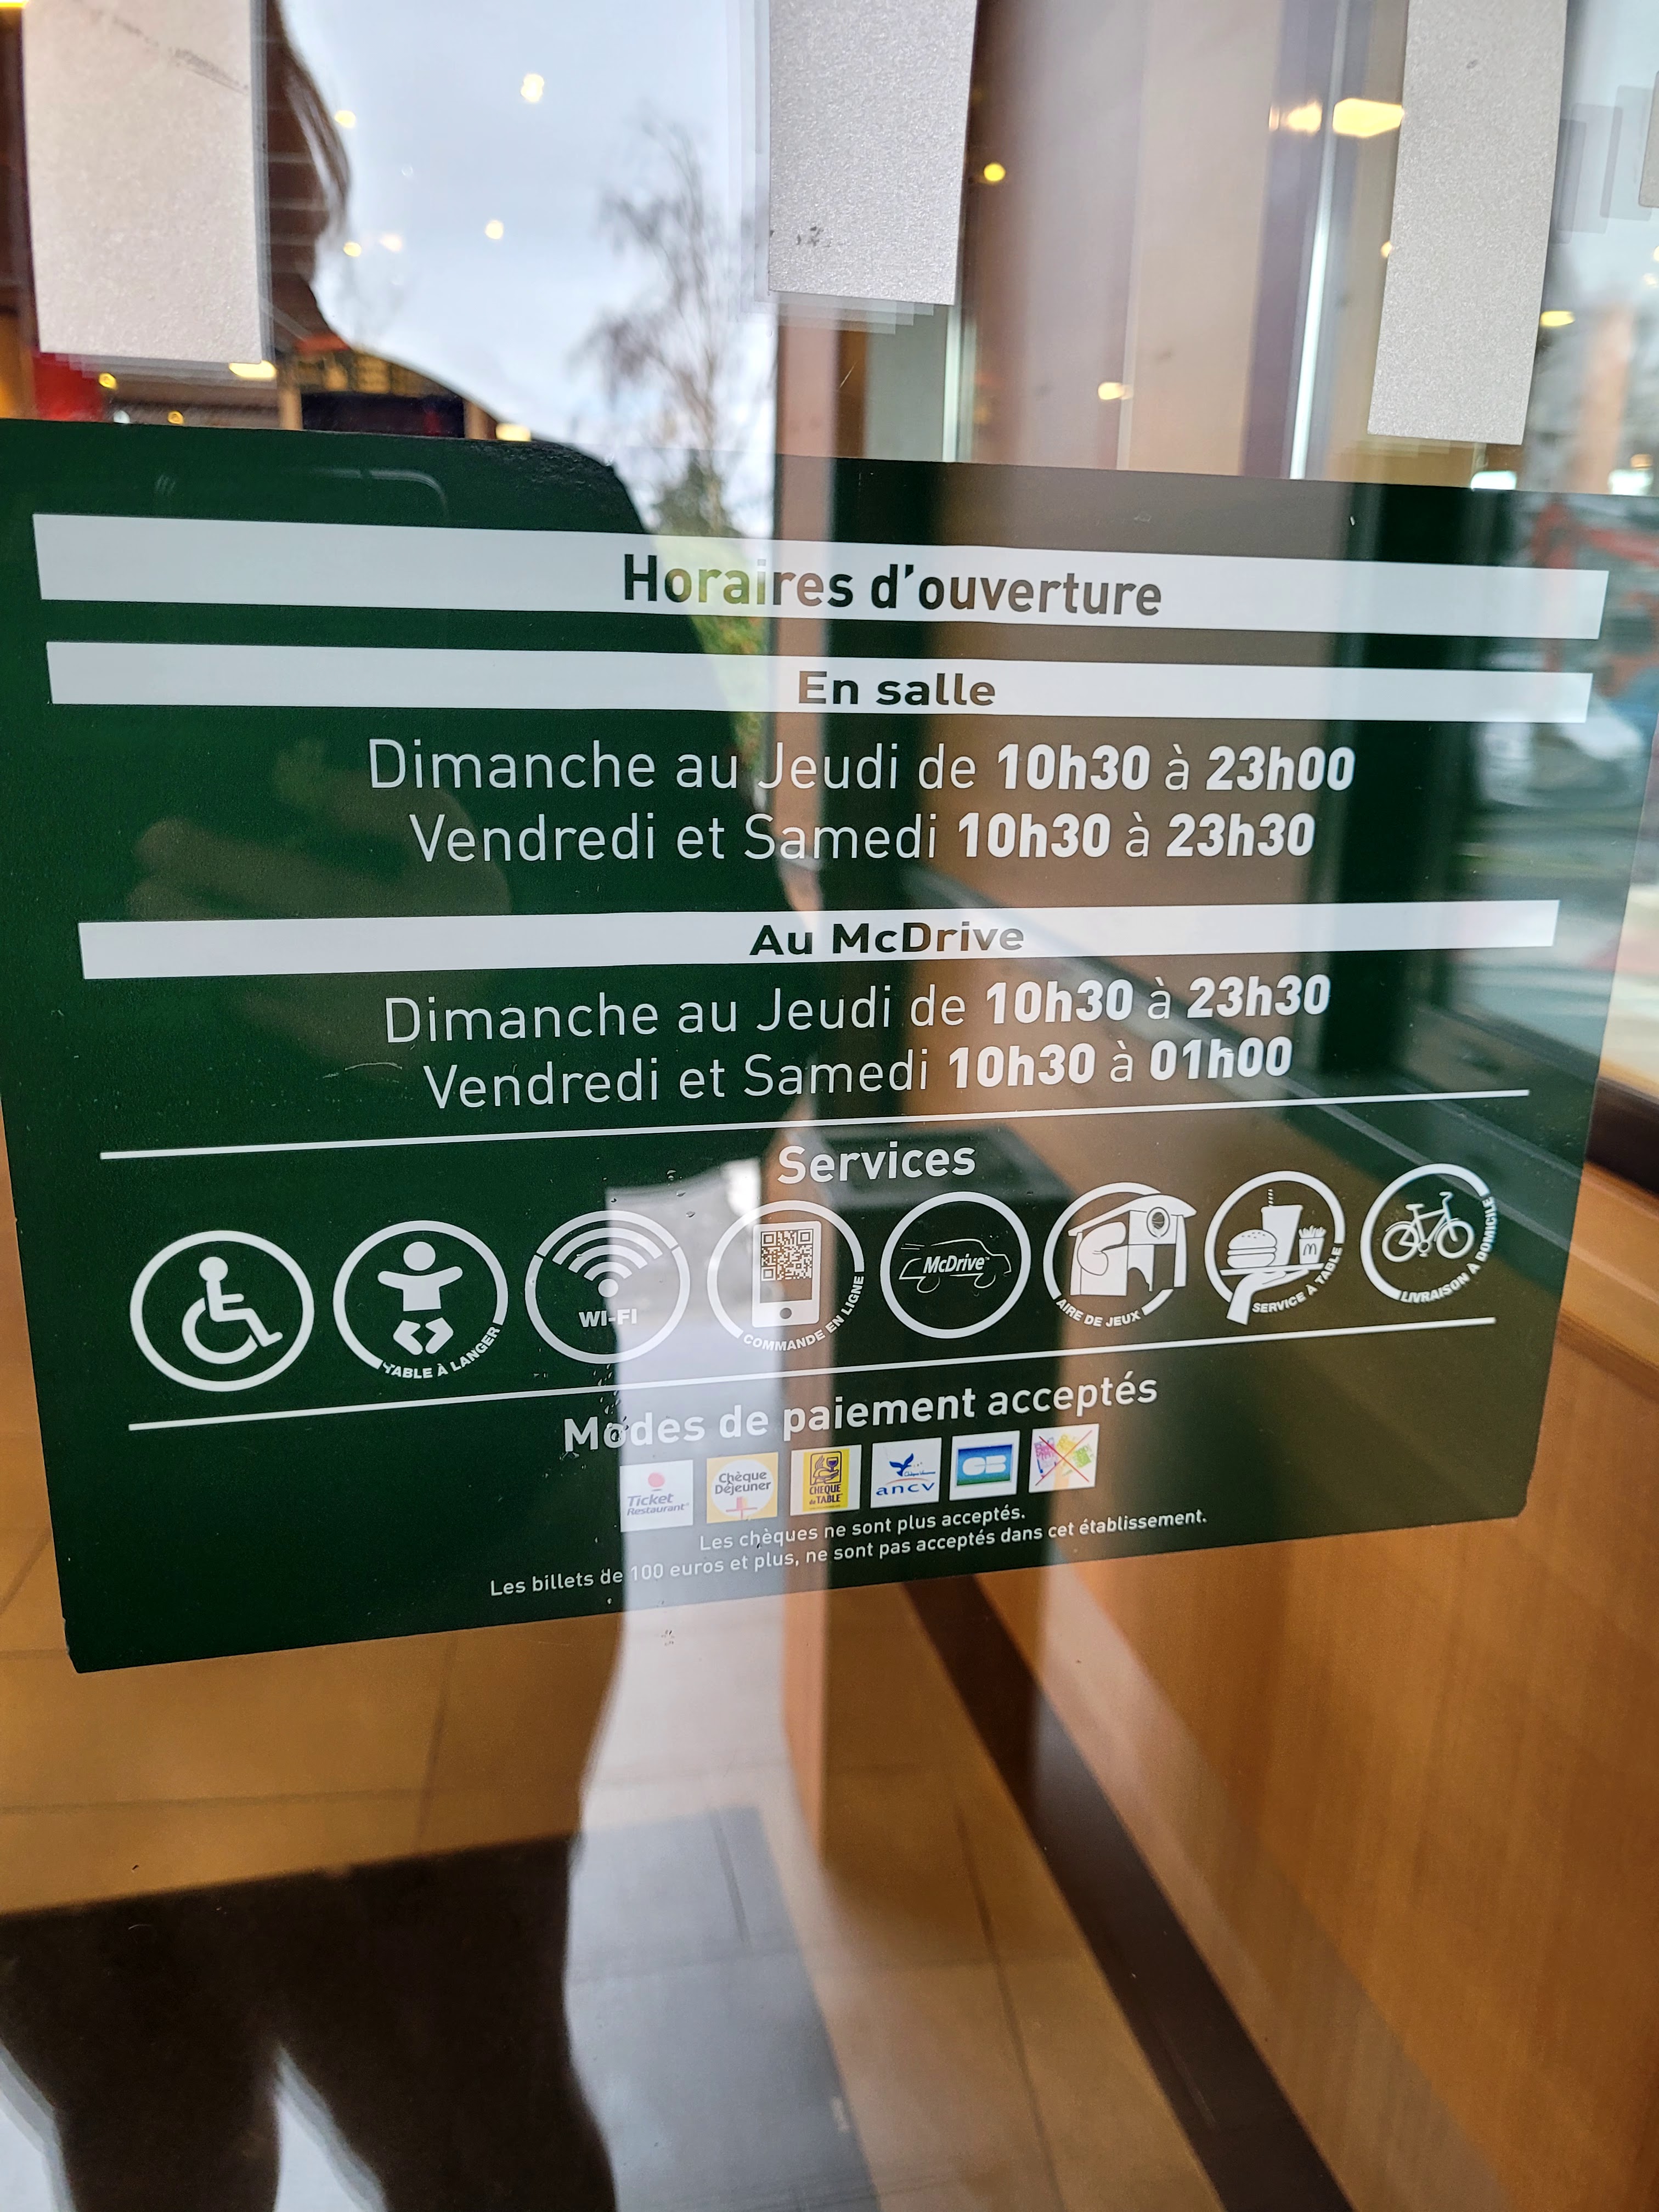 Horaires d'ouverture
En salle
Dimanche au Jeudi de 10h30 à 23h00
Vendredi et Samedi 10h30 à 23h30
Au McDrive
Dimanche au Jeudi de 10h30 à 23h30
Vendredi et Samedi 10h30 à 01h00
Services
TABLE À LANGER
WI-FI
COMMANDE EN LIGNE
McDrive™
AIRE DE JEUX
SERVICE À TABLE
LIVRAISON À DOMICILE
Modes de paiement acceptés
Ticket Restaurant®
Chèque Déjeuner
CHEQUE de TABLE
ancv
CB
Les chèques ne sont plus acceptés.
Les billets de 100 euros et plus, ne sont pas acceptés dans cet établissement.